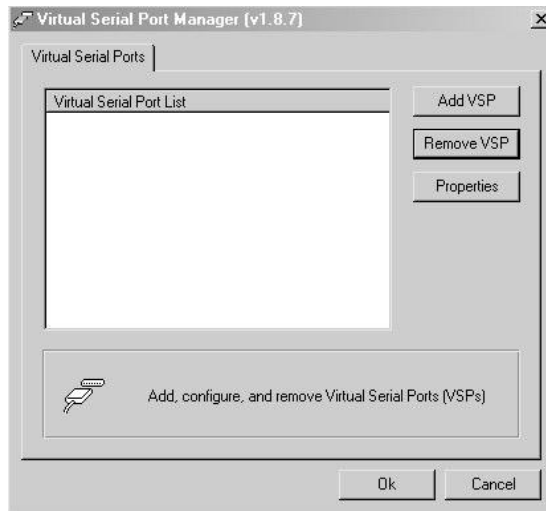 Virtual Serial Port Manager (v1.8.7)
Virtual Serial Ports
Virtual Serial Port List
Add VSP
Remove VSP
Properties
Add, configure, and remove Virtual Serial Ports (VSPs)
Ok
Cancel